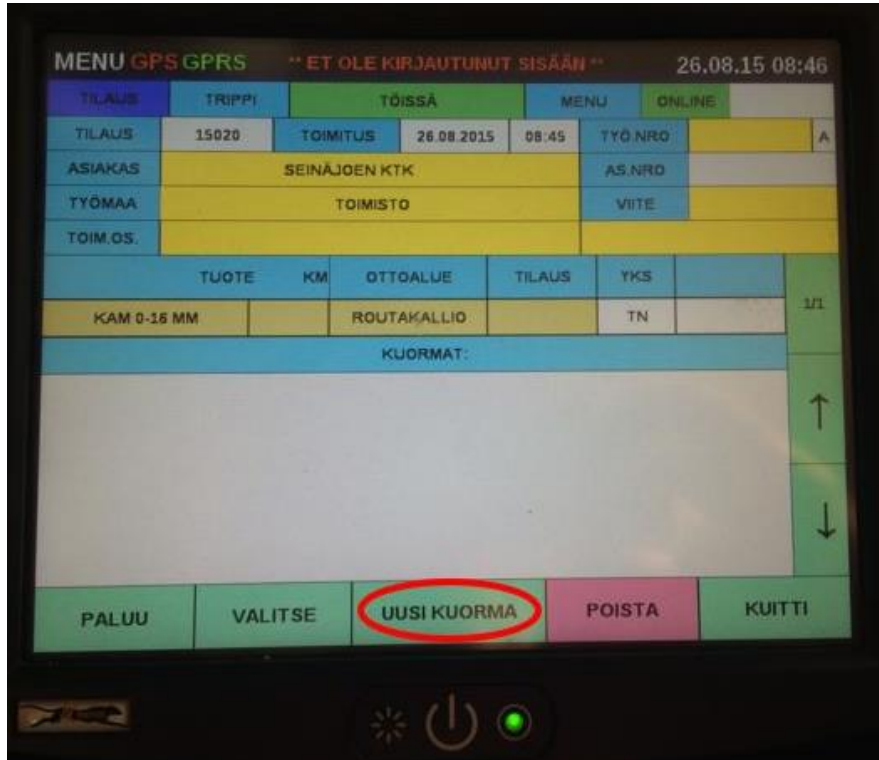 MENU GPS GPRS ** ET OLE KIRJAUTUNUT SISÄÄN ** 26.08.15 08:46
TILAUS TRIPPI TÖISSÄ MENU ONLINE
TILAUS 15020 TOIMITUS 26.08.2015 08:45 TYÖ.NRO A
ASIAKAS SEINÄJOEN KTK AS.NRO
TYÖMAA TOIMISTO VIITE
TOIM.OS.
TUOTE KM OTTOALUE TILAUS YKS
KAM 0-16 MM ROUTAKALLIO TN 1/1
KUORMAT:
↑
↓
PALUU VALITSE UUSI KUORMA POISTA KUITTI